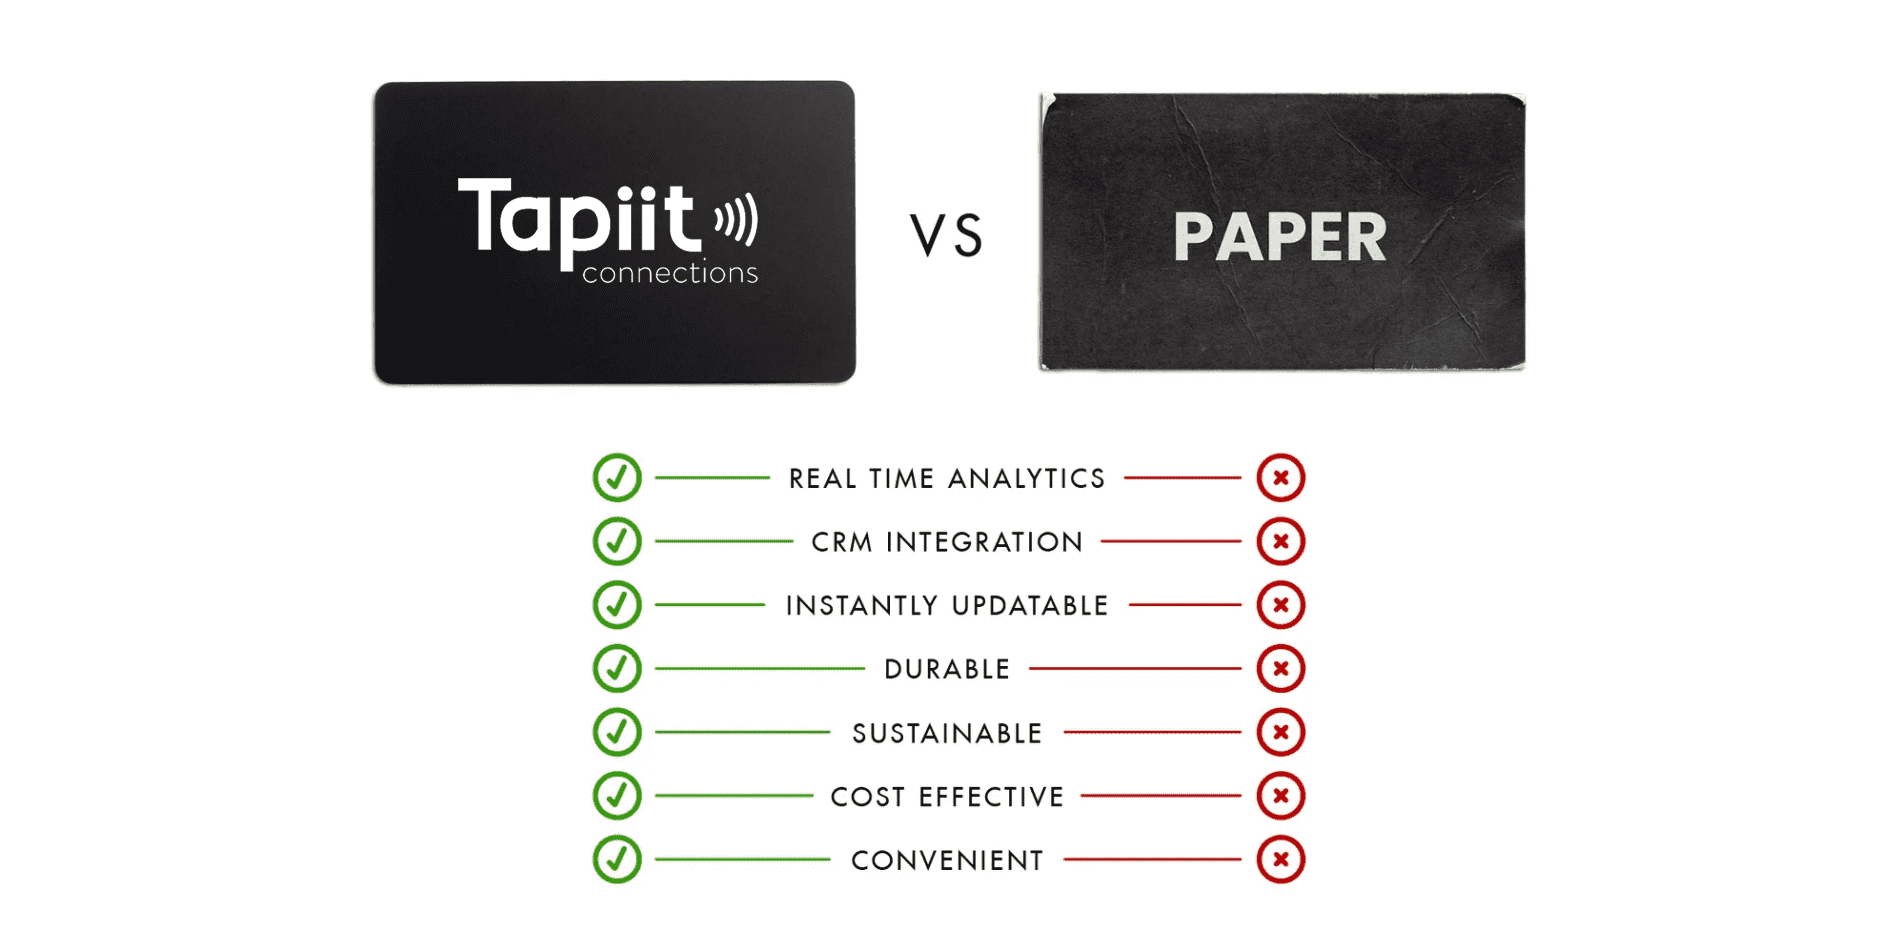 Tapiit
connections
VS
PAPER
REAL TIME ANALYTICS
CRM INTEGRATION
INSTANTLY UPDATABLE
DURABLE
SUSTAINABLE
COST EFFECTIVE
CONVENIENT